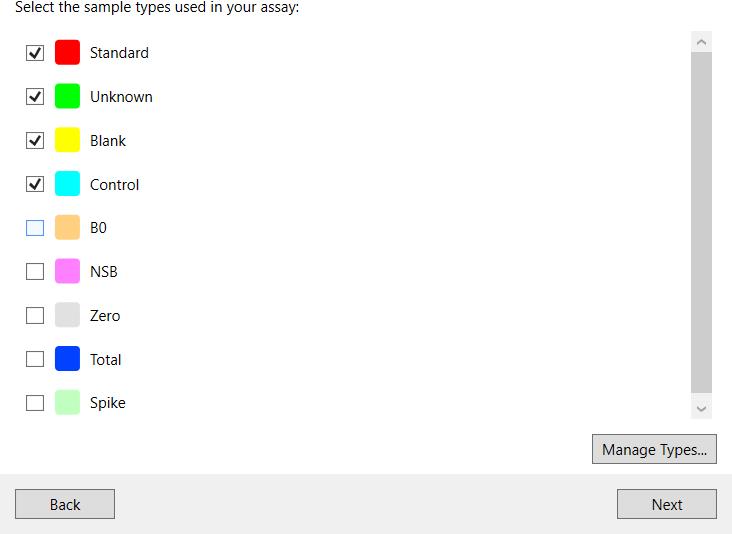 Select the sample types used in your assay:
Standard
Unknown
Blank
Control
B0
NSB
Zero
Total
Spike
Manage Types...
Back
Next